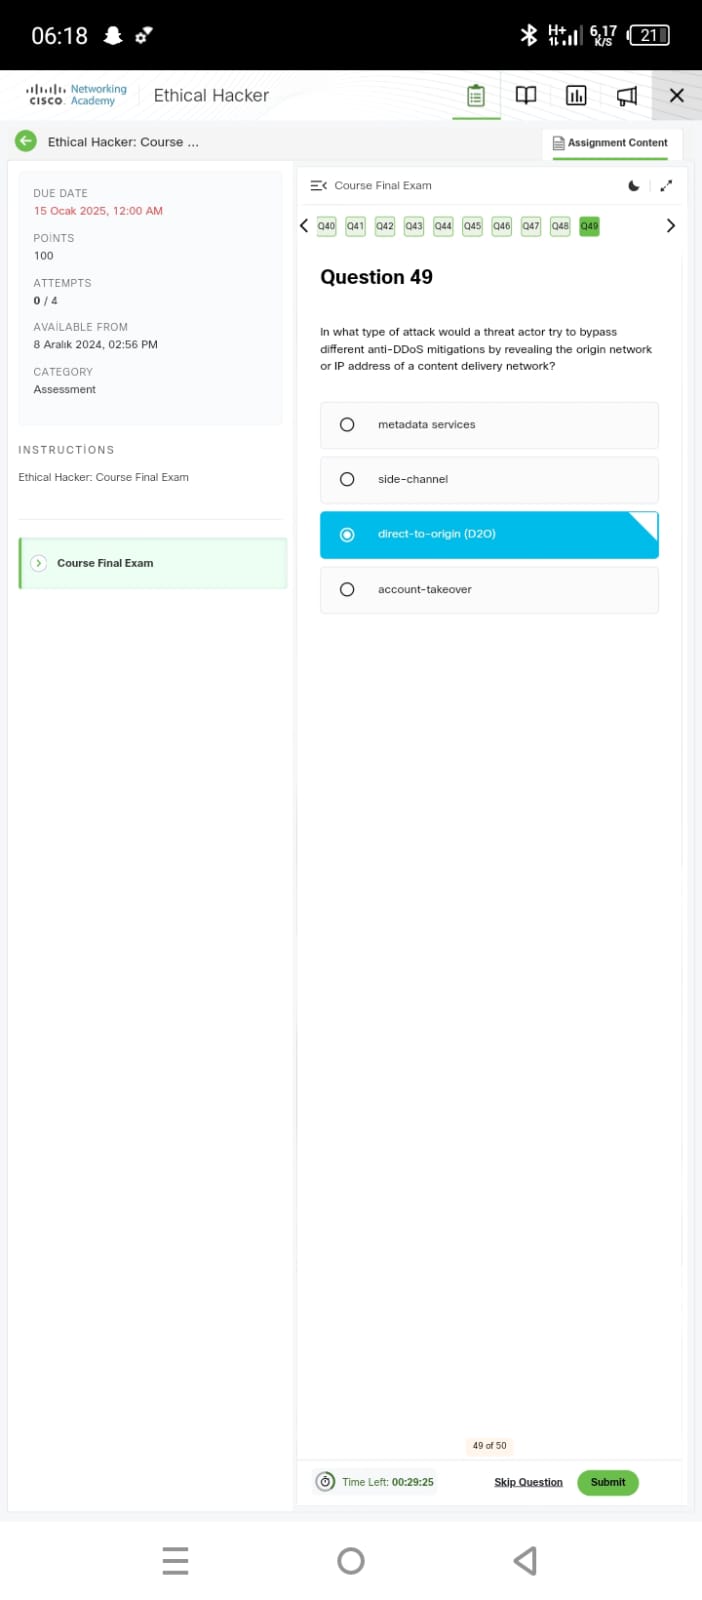 06:18
H+
6,17
K/S
21
Networking
CISCO. Academy
Ethical Hacker
Ethical Hacker: Course ...
Assignment Content
DUE DATE
15 Ocak 2025, 12:00 AM
POİNTS
100
ATTEMPTS
0 / 4
AVAİLABLE FROM
8 Aralık 2024, 02:56 PM
CATEGORY
Assessment
INSTRUCTİONS
Ethical Hacker: Course Final Exam
Course Final Exam
Course Final Exam
Q40 Q41 Q42 Q43 Q44 Q45 Q46 Q47 Q48 Q49
Question 49
In what type of attack would a threat actor try to bypass
different anti-DDoS mitigations by revealing the origin network
or IP address of a content delivery network?
metadata services
side-channel
direct-to-origin (D2O)
account-takeover
49 of 50
Time Left: 00:29:25
Skip Question
Submit